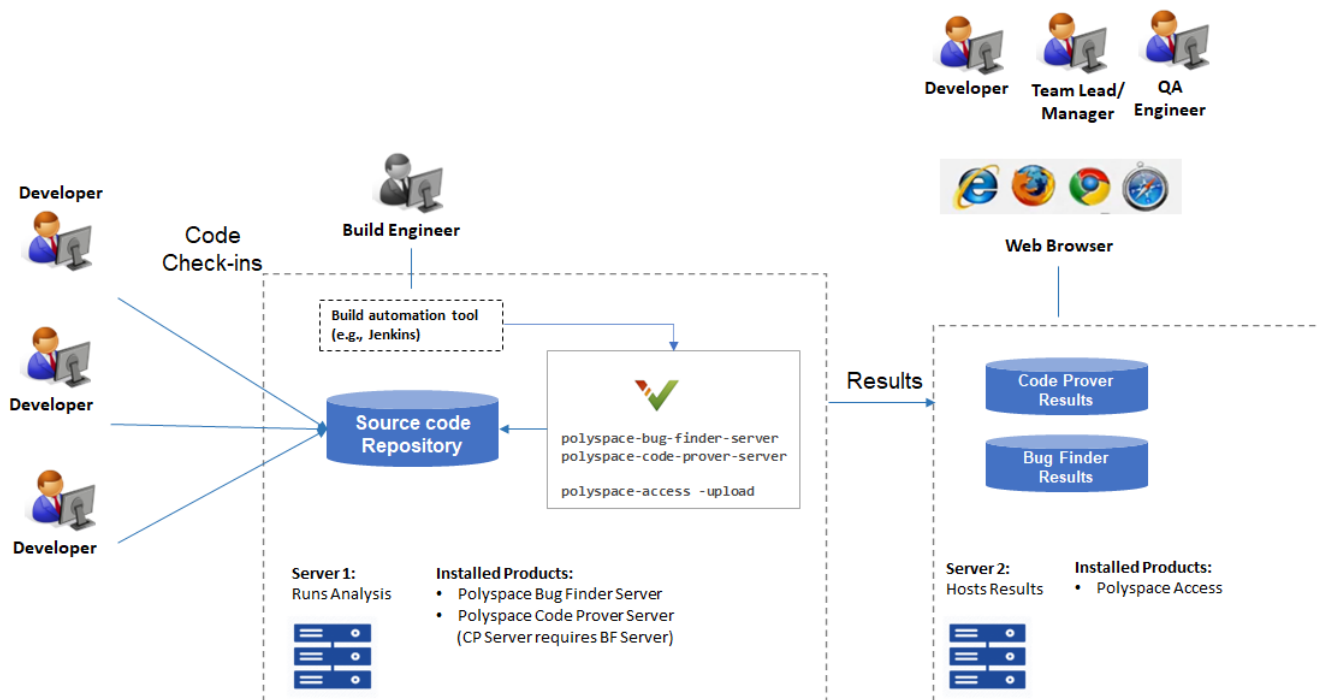 Developer
Team Lead/
Manager
QA
Engineer
Web Browser
Developer
Code
Check-ins
Developer
Developer
Build Engineer
Build automation tool
(e.g., Jenkins)
Source code
Repository
polyspace-bug-finder-server
polyspace-code-prover-server
polyspace-access -upload
Results
Code Prover
Results
Bug Finder
Results
Server 1:
Runs Analysis
Installed Products:
• Polyspace Bug Finder Server
• Polyspace Code Prover Server
(CP Server requires BF Server)
Server 2:
Hosts Results
Installed Products:
• Polyspace Access